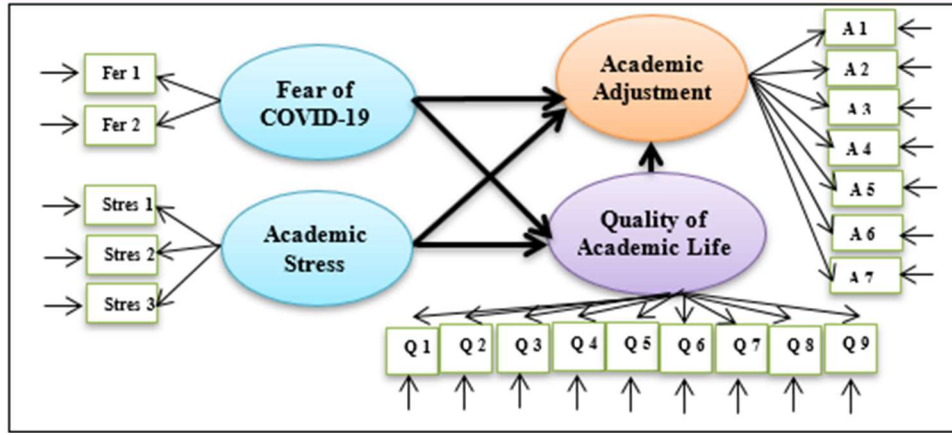 Fer 1
Fer 2
Fear of
COVID-19
Academic
Adjustment
A 1
A 2
A 3
A 4
A 5
A 6
A 7
Stres 1
Stres 2
Stres 3
Academic
Stress
Quality of
Academic Life
Q 1
Q 2
Q 3
Q 4
Q 5
Q 6
Q 7
Q 8
Q 9